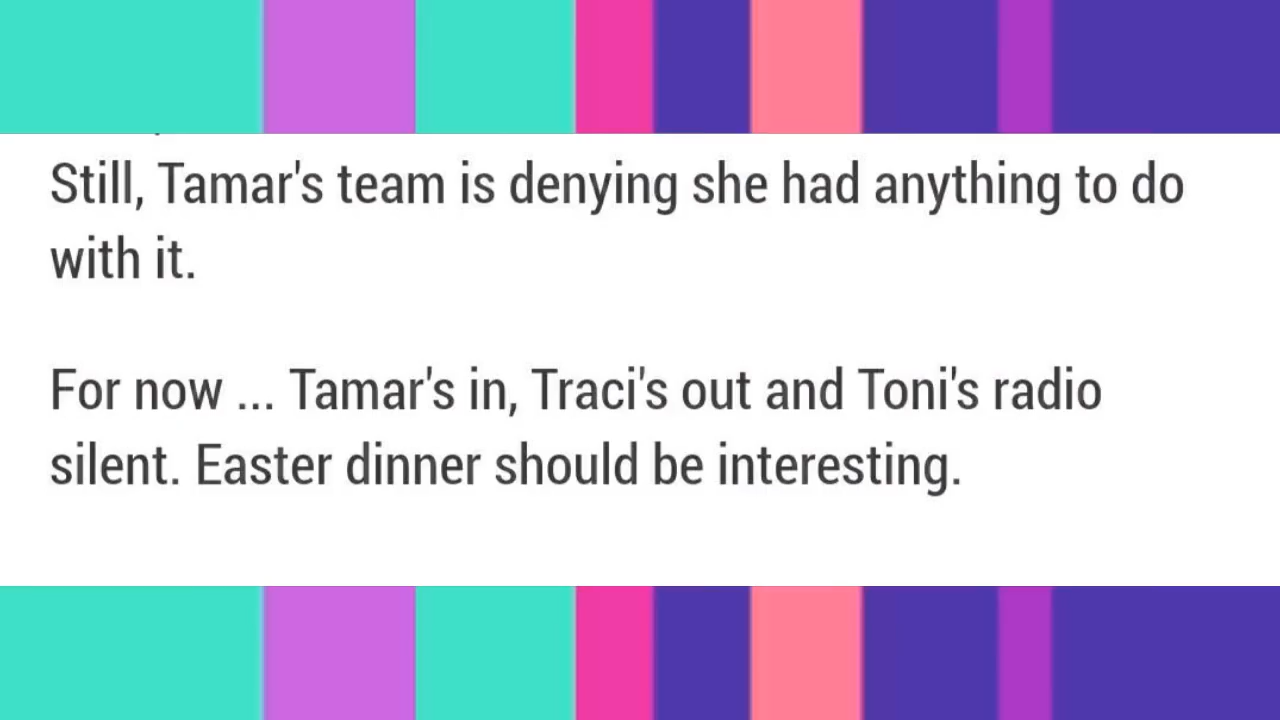 Still, Tamar's team is denying she had anything to do
with it.
For now ... Tamar's in, Traci's out and Toni's radio
silent. Easter dinner should be interesting.